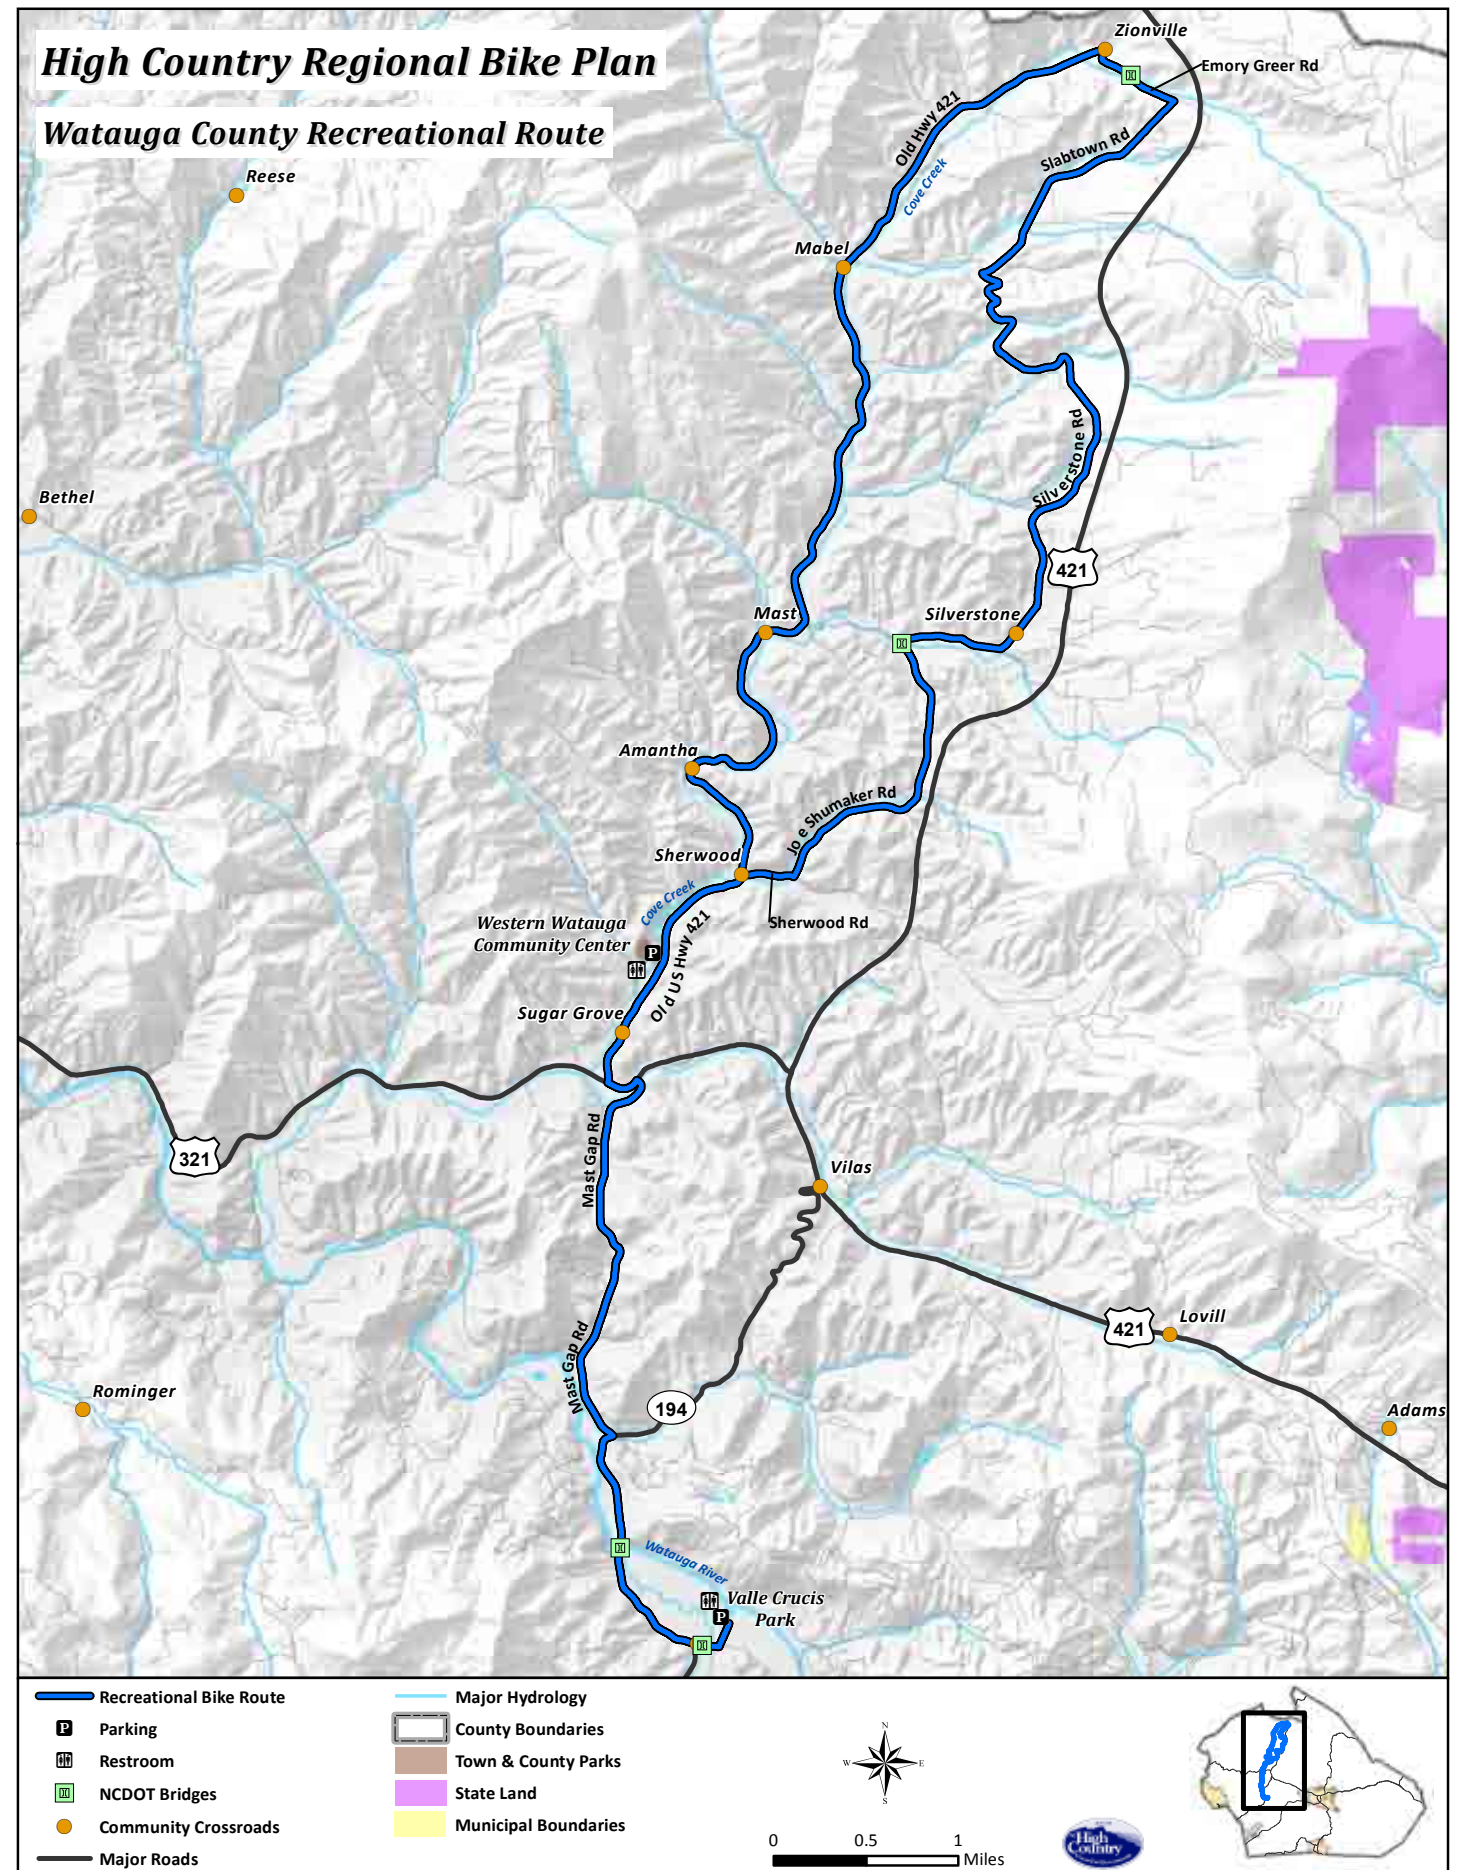 High Country Regional Bike Plan
Watauga County Recreational Route
Zionville
Emory Greer Rd
Old Hwy 421
Slabtown Rd
Cove Creek
Reese
Mabel
Silverstone Rd
Bethel
421
Mast
Silverstone
Amantha
Joe Shumaker Rd
Sherwood
Cove Creek
Sherwood Rd
Western Watauga
Community Center
P
Old US Hwy 421
Sugar Grove
Mast Gap Rd
321
Vilas
Mast Gap Rd
421
Lovill
Rominger
194
Adams
Watauga River
Valle Crucis
Park
P
Recreational Bike Route
P Parking
Restroom
NCDOT Bridges
Community Crossroads
Major Roads
Major Hydrology
County Boundaries
Town & County Parks
State Land
Municipal Boundaries
N
W E
S
0 0.5 1
Miles
High
Country